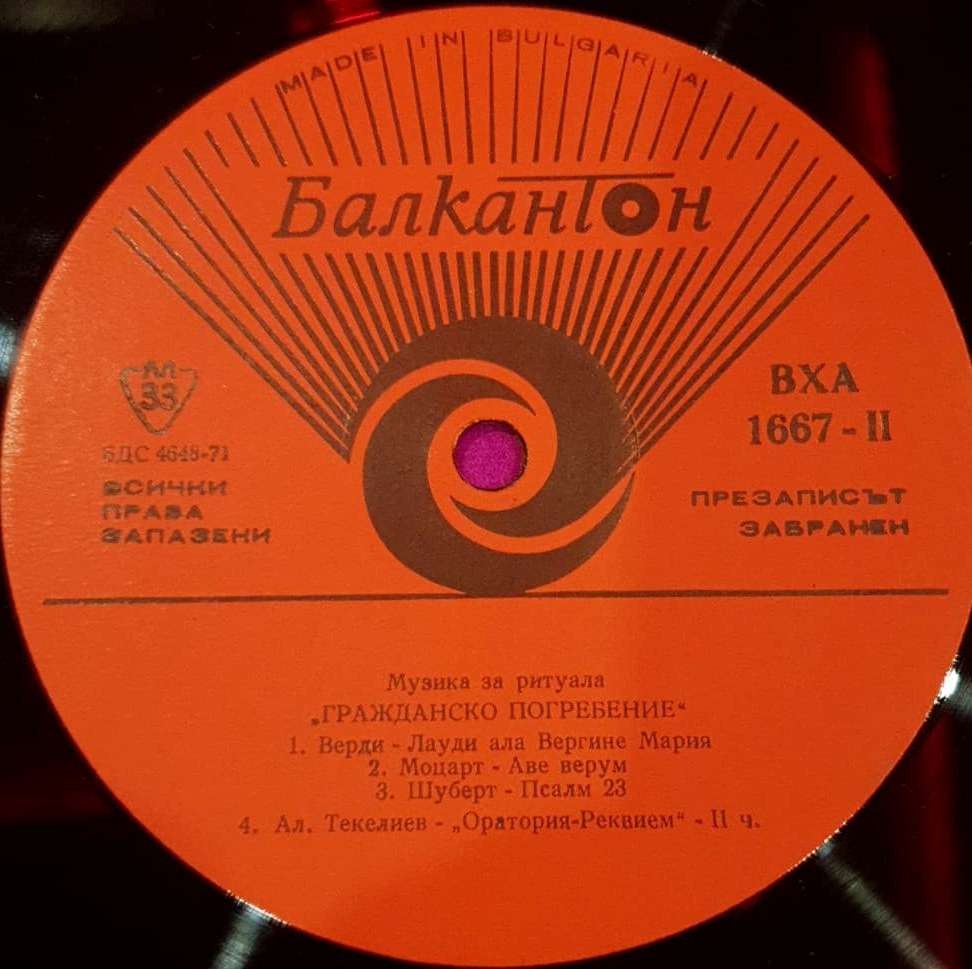 MADE IN BULGARIA
Балкантон
33
БДС 4648-71
ВСИЧКИ
ПРАВА
ЗАПАЗЕНИ
ВХА
1667 - II
ПРЕЗАПИСЪТ
ЗАБРАНЕН
Музика за ритуала
„ГРАЖДАНСКО ПОГРЕБЕНИЕ“
1. Верди - Лауди ала Вергине Мария
2. Моцарт - Аве верум
3. Шуберт - Псалм 23
4. Ал. Текелиев - „Оратория-Реквием“ - II ч.